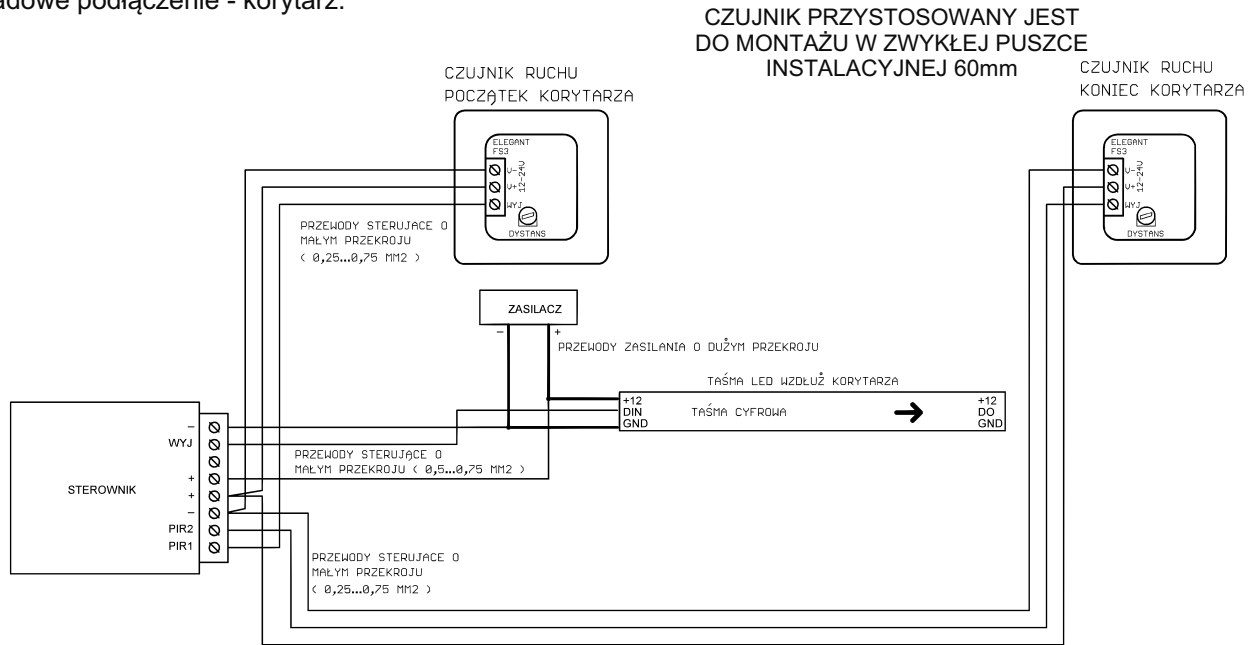 adowe podłączenie - korytarz.
CZUJNIK PRZYSTOSOWANY JEST
DO MONTAŻU W ZWYKŁEJ PUSZCE
INSTALACYJNEJ 60mm
CZUJNIK RUCHU
POCZĄTEK KORYTARZA
CZUJNIK RUCHU
KONIEC KORYTARZA
ELEGANT
FS3
V-
V+
12-24V
WYJ
DYSTANS
ELEGANT
FS3
V-
V+
12-24V
WYJ
DYSTANS
PRZEWODY STERUJACE O
MAŁYM PRZEKROJU
( 0,25...0,75 MM2 )
ZASILACZ
– +
PRZEWODY ZASILANIA O DUŻYM PRZEKROJU
TAŚMA LED WZDŁUŻ KORYTARZA
+12
DIN
GND
TAŚMA CYFROWA
+12
DO
GND
STEROWNIK
–
WYJ
+
+
–
PIR2
PIR1
PRZEWODY STERUJĄCE O
MAŁYM PRZEKROJU ( 0,5...0,75 MM2 )
PRZEWODY STERUJACE O
MAŁYM PRZEKROJU
( 0,25...0,75 MM2 )